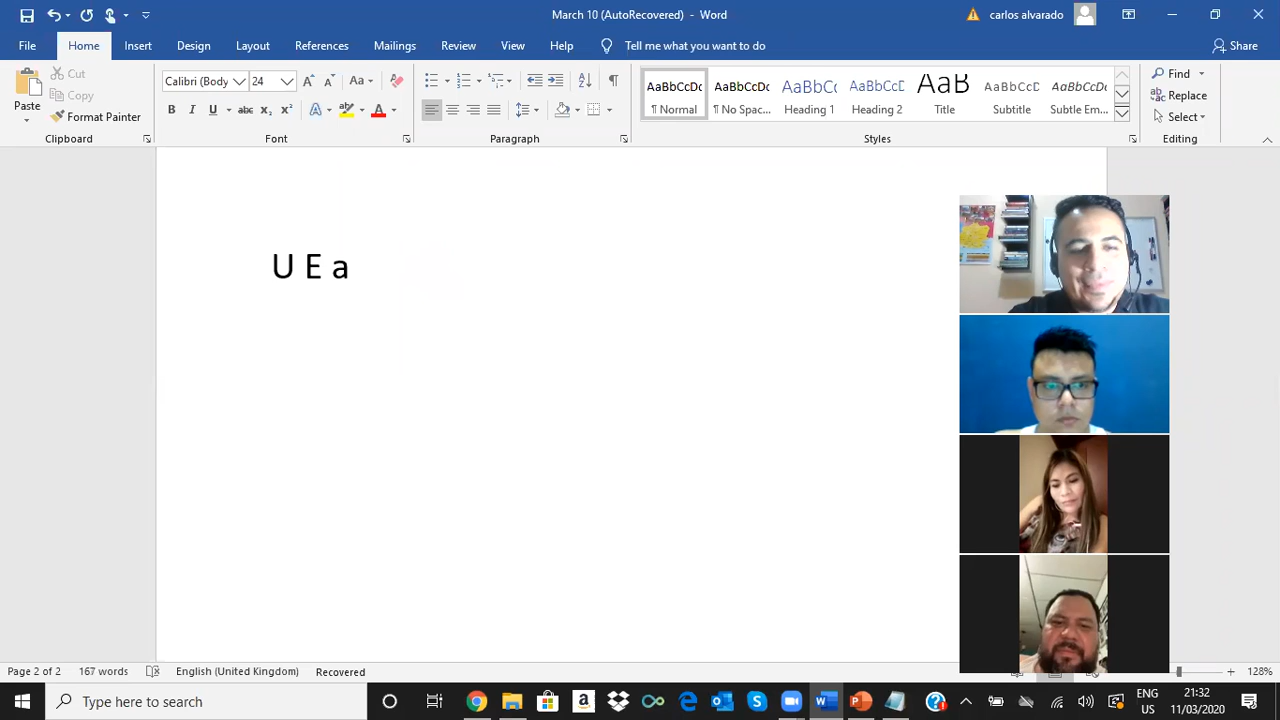 March 10 (AutoRecovered) - Word
carlos alvarado
File Home Insert Design Layout References Mailings Review View Help Tell me what you want to do Share
Paste
Cut
Copy
Format Painter
Clipboard
Calibri (Body 24
Font
Paragraph
AaBbCcDc AaBbCcDc AaBbCc AaBbCc AaB AaBbCcDc AaBbCcDc
¶ Normal ¶ No Spac... Heading 1 Heading 2 Title Subtitle Subtle Em...
Styles
Find
Replace
Select
Editing
U E a
Page 2 of 2 167 words English (United Kingdom) Recovered 128%
Type here to search
ENG
US
21:32
11/03/2020